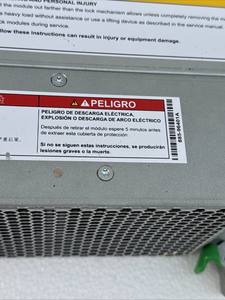 AND PERSONAL INJURY
the module out farther than the lock mechanism allows unless completely removing the m
heavy load without assistance or use a lifting device as described in the service manual.
modules during service.
follow these instructions can result in injury or equipment damage.
⚠PELIGRO
PELIGRO DE DESCARGA ELÉCTRICA,
EXPLOSIÓN O DESCARGA DE ARCO ELÉCTRICO
Después de retirar el módulo espere 5 minutos antes
de extraer esta cubierta de protección
Si no se siguen estas instrucciones, se producirán
lesiones graves o la muerte.
885-96401A